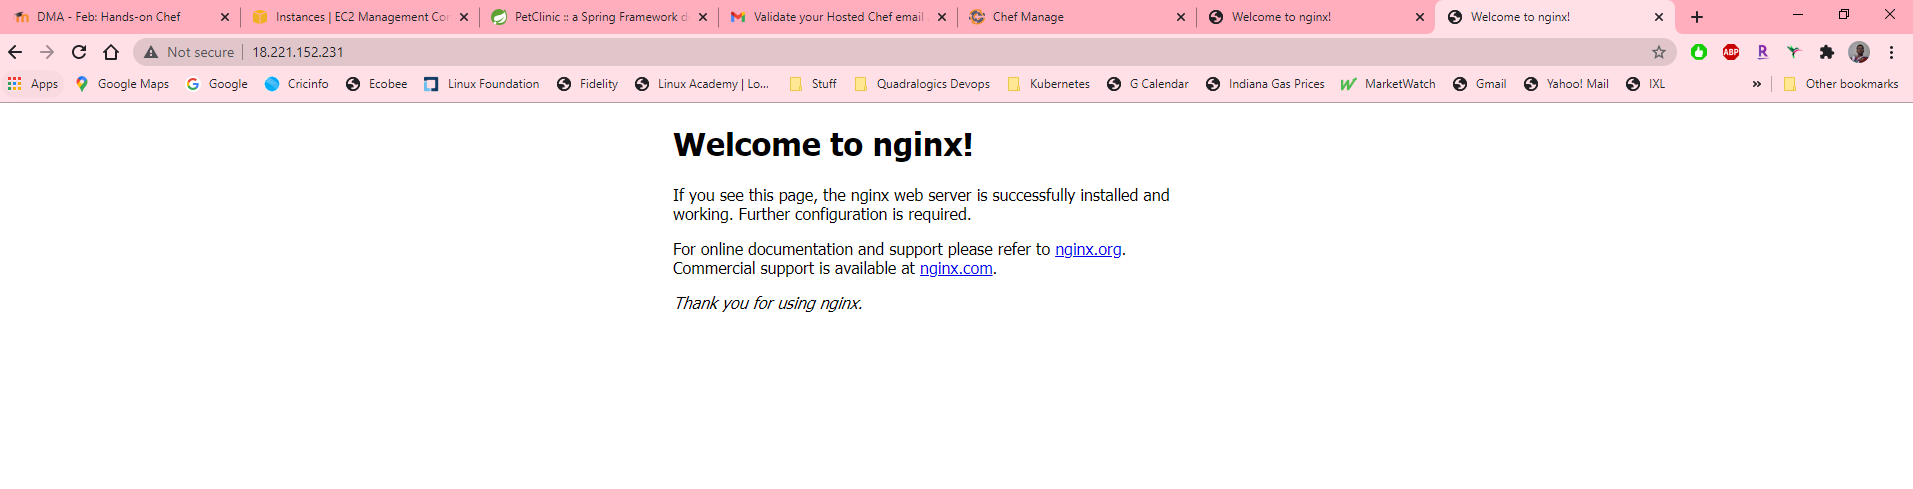 DMA - Feb: Hands-on Chef
Instances | EC2 Management Con
PetClinic :: a Spring Framework d
Validate your Hosted Chef email
Chef Manage
Welcome to nginx!
Welcome to nginx!
Not secure
18.221.152.231
ABP
R
Apps
Google Maps
Google
Cricinfo
Ecobee
Linux Foundation
Fidelity
Linux Academy | Lo...
Stuff
Quadralogics Devops
Kubernetes
G Calendar
Indiana Gas Prices
MarketWatch
Gmail
Yahoo! Mail
IXL
»
Other bookmarks
Welcome to nginx!
If you see this page, the nginx web server is successfully installed and
working. Further configuration is required.
For online documentation and support please refer to nginx.org.
Commercial support is available at nginx.com.
Thank you for using nginx.